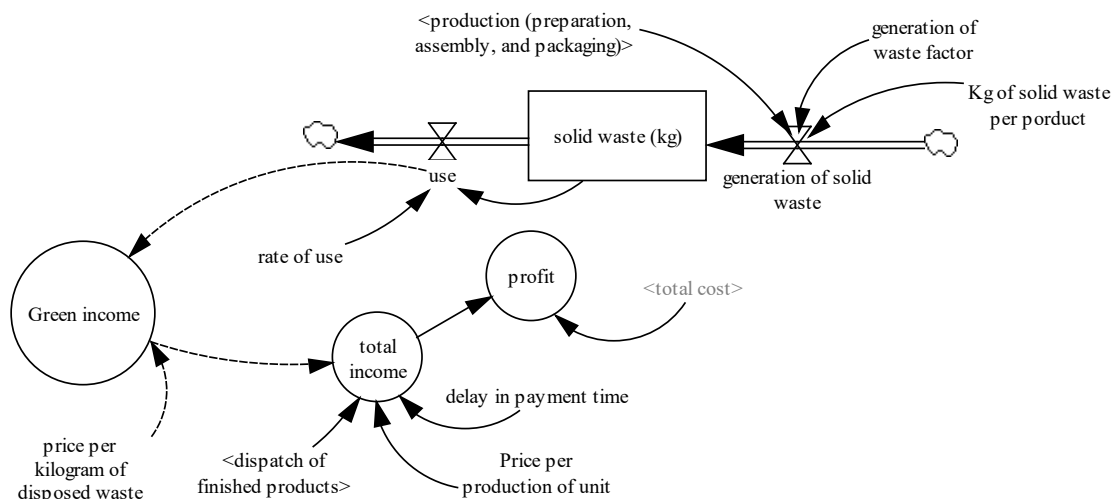 <production (preparation,
assembly, and packaging)>
generation of
waste factor
Kg of solid waste
per porduct
solid waste (kg)
generation of solid
waste
use
rate of use
profit
<total cost>
Green income
total
income
delay in payment time
price per
kilogram of
disposed waste
<dispatch of
finished products>
Price per
production of unit